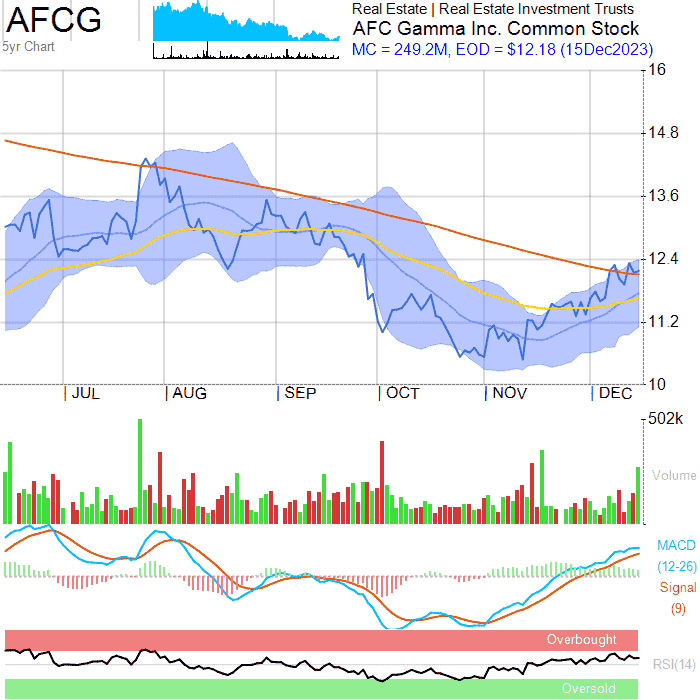 AFCG
5yr Chart
Real Estate | Real Estate Investment Trusts
AFC Gamma Inc. Common Stock
MC = 249.2M, EOD = $12.18 (15Dec2023)
16
14.8
13.6
12.4
11.2
10
JUL AUG SEP OCT NOV DEC
502k
Volume
MACD
(12-26)
Signal
(9)
Overbought
RSI(14)
Oversold